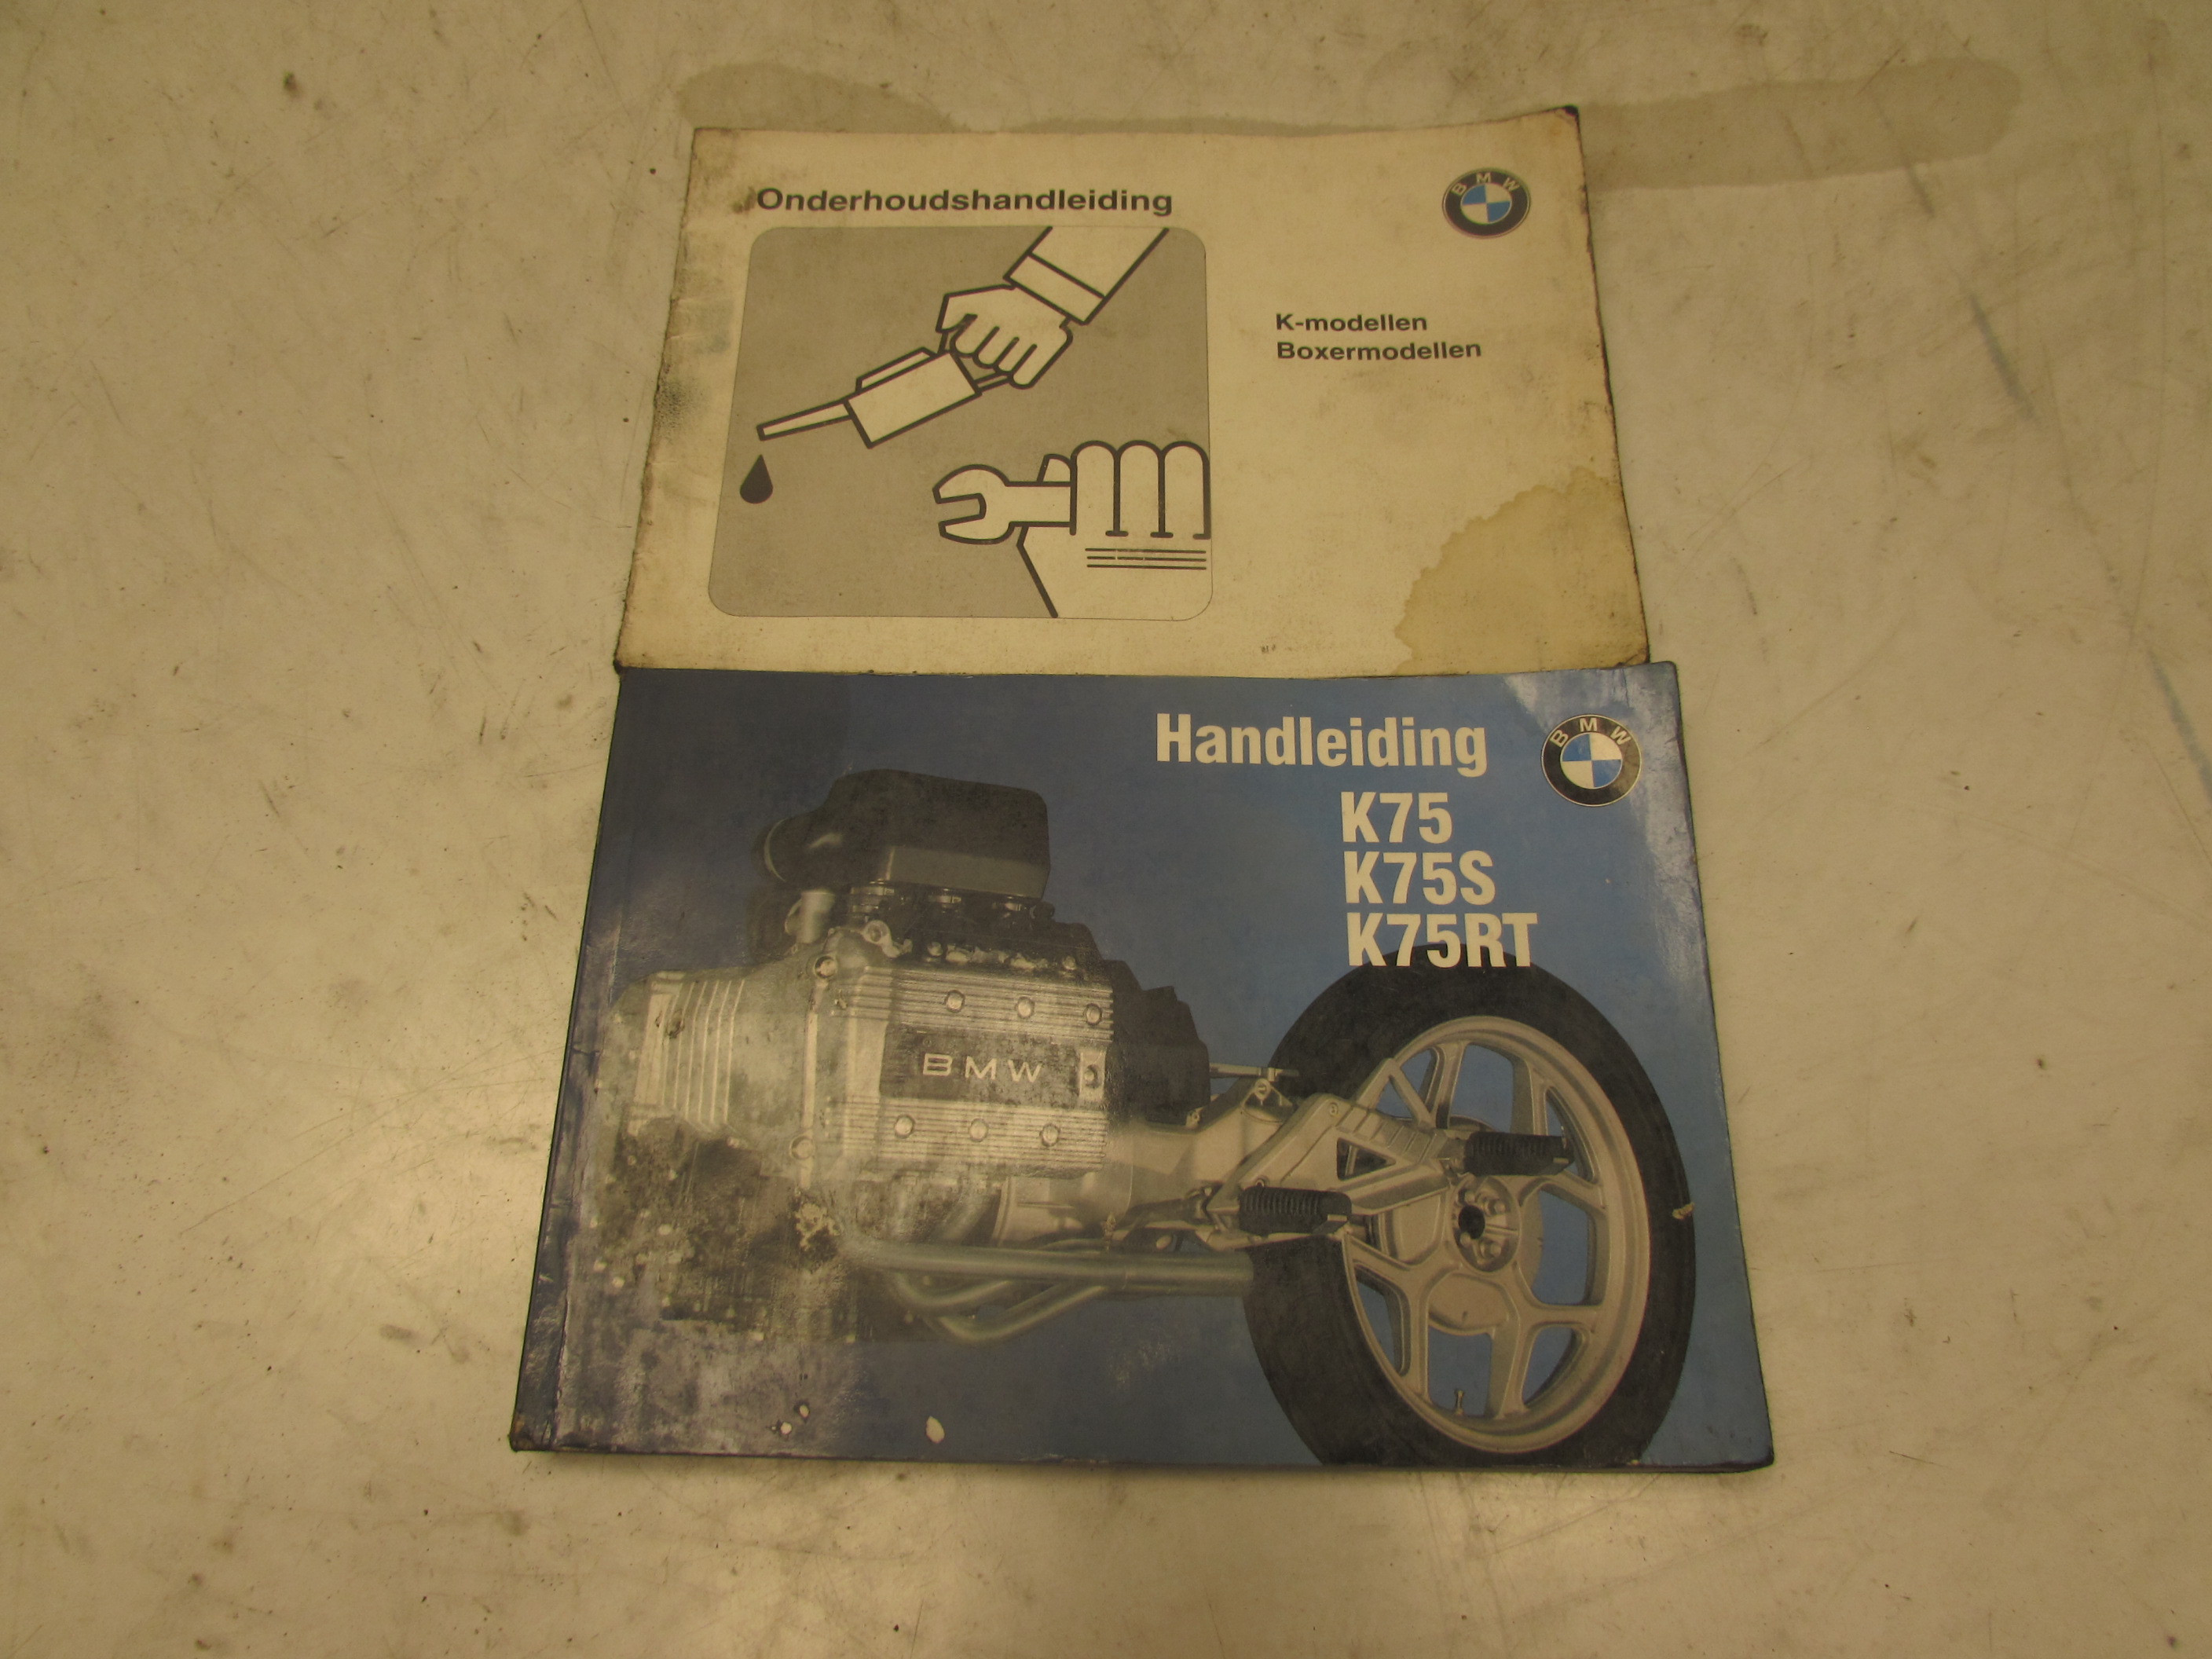 Onderhoudshandleiding
BMW
K-modellen
Boxermodellen
Handleiding
BMW
K75
K75S
K75RT
BMW